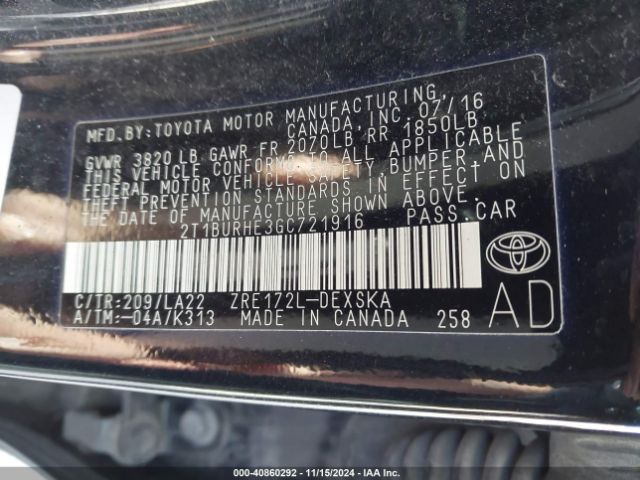 MFD.BY:TOYOTA MOTOR MANUFACTURING,
CANADA, INC. 07/16
GVWR 3820 LB GAWR FR 2070LB RR 1850LB
THIS VEHICLE CONFORMS TO ALL APPLICABLE
FEDERAL MOTOR VEHICLE SAFETY, BUMPER, AND
THEFT PREVENTION STANDARDS IN EFFECT ON
THE DATE OF MANUFACTURE SHOWN ABOVE.
2T1BURHE3GC721916 PASS.CAR
C/TR:209/LA22 ZRE172L-DEXSKA
A/TM:-04A/K313 MADE IN CANADA 258
AD
000-40860292 - 11/15/2024 - IAA Inc.